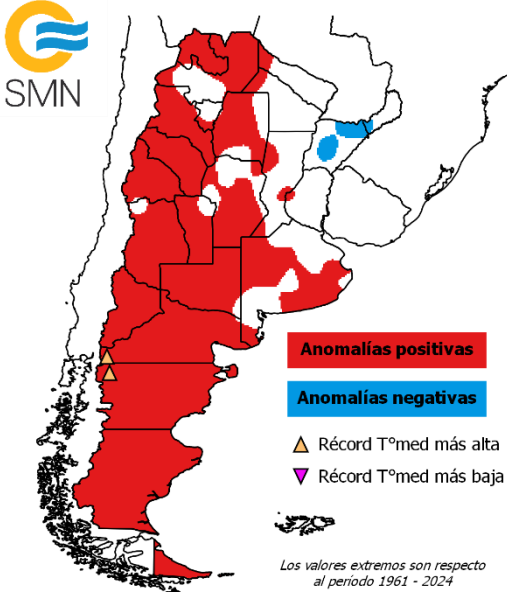 SMN
Anomalías positivas
Anomalías negativas
Récord T°med más alta
Récord T°med más baja
Los valores extremos son respecto
al período 1961 - 2024